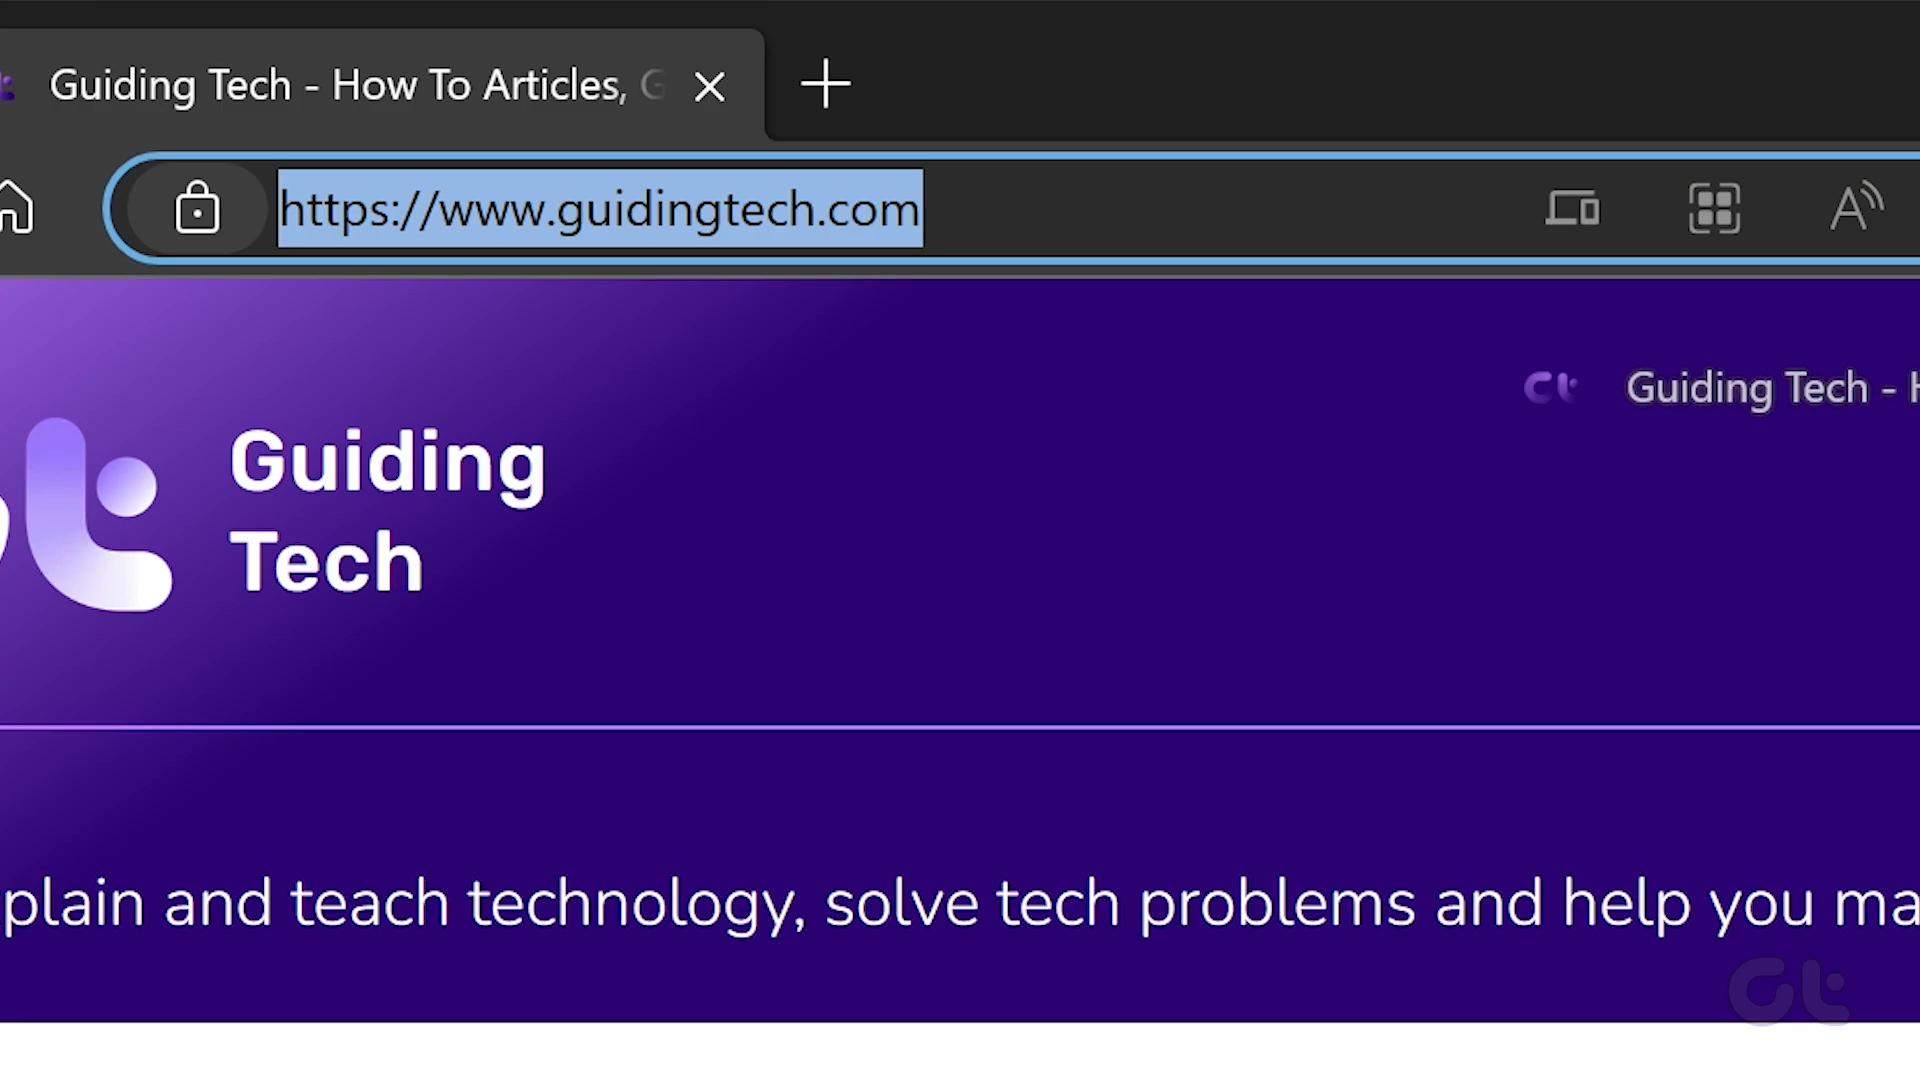 Guiding Tech - How To Articles, G
https://www.guidingtech.com
Guiding Tech - H
Guiding
Tech
plain and teach technology, solve tech problems and help you ma